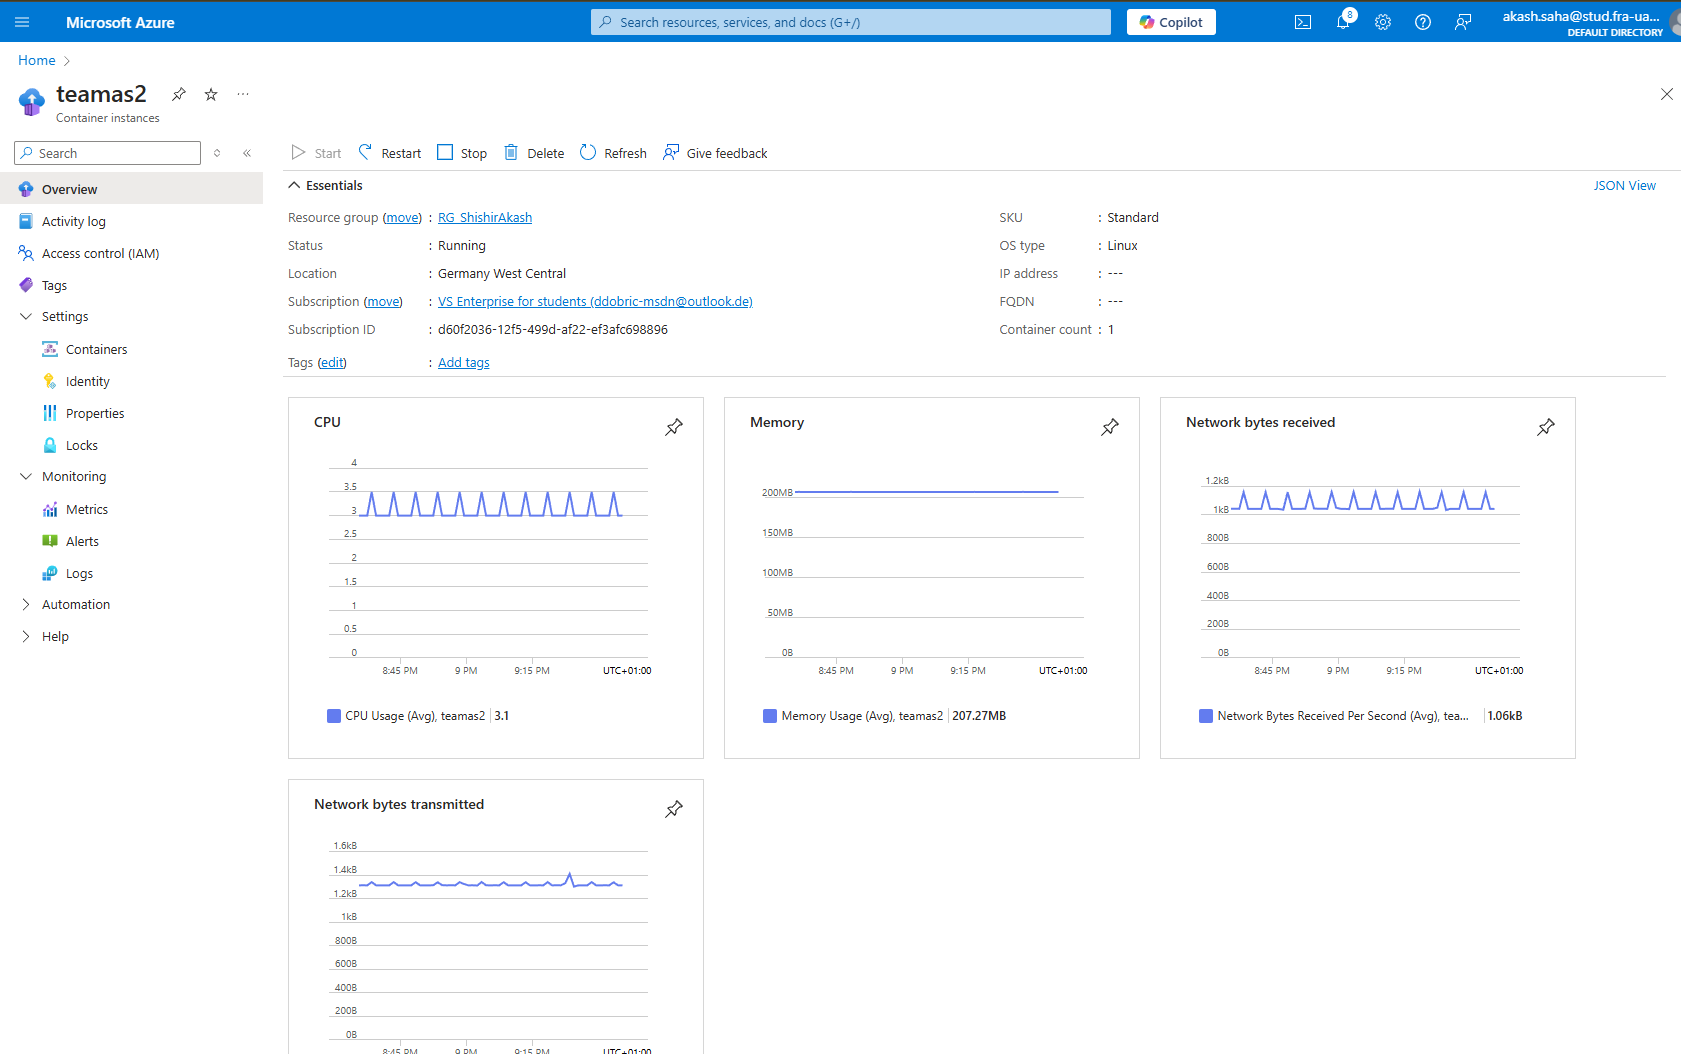 Microsoft Azure
Search resources, services, and docs (G+/)
Copilot
8
akash.saha@stud.fra-ua...
DEFAULT DIRECTORY
Home
teamas2
Container instances
Search
Overview
Activity log
Access control (IAM)
Tags
Settings
Containers
Identity
Properties
Locks
Monitoring
Metrics
Alerts
Logs
Automation
Help
Start Restart Stop Delete Refresh Give feedback
Essentials
JSON View
Resource group (move) : RG_ShishirAkash
Status : Running
Location : Germany West Central
Subscription (move) : VS Enterprise for students (ddobric-msdn@outlook.de)
Subscription ID : d60f2036-12f5-499d-af22-ef3afc698896
Tags (edit) : Add tags
SKU : Standard
OS type : Linux
IP address : ---
FQDN : ---
Container count : 1
CPU
4
3.5
3
2.5
2
1.5
1
0.5
0
8:45 PM 9 PM 9:15 PM UTC+01:00
CPU Usage (Avg), teamas2 3.1
Memory
200MB
150MB
100MB
50MB
0B
8:45 PM 9 PM 9:15 PM UTC+01:00
Memory Usage (Avg), teamas2 207.27MB
Network bytes received
1.2kB
1kB
800B
600B
400B
200B
0B
8:45 PM 9 PM 9:15 PM UTC+01:00
Network Bytes Received Per Second (Avg), tea... 1.06kB
Network bytes transmitted
1.6kB
1.4kB
1.2kB
1kB
800B
600B
400B
200B
0B
8:45 PM 9 PM 9:15 PM UTC+01:00